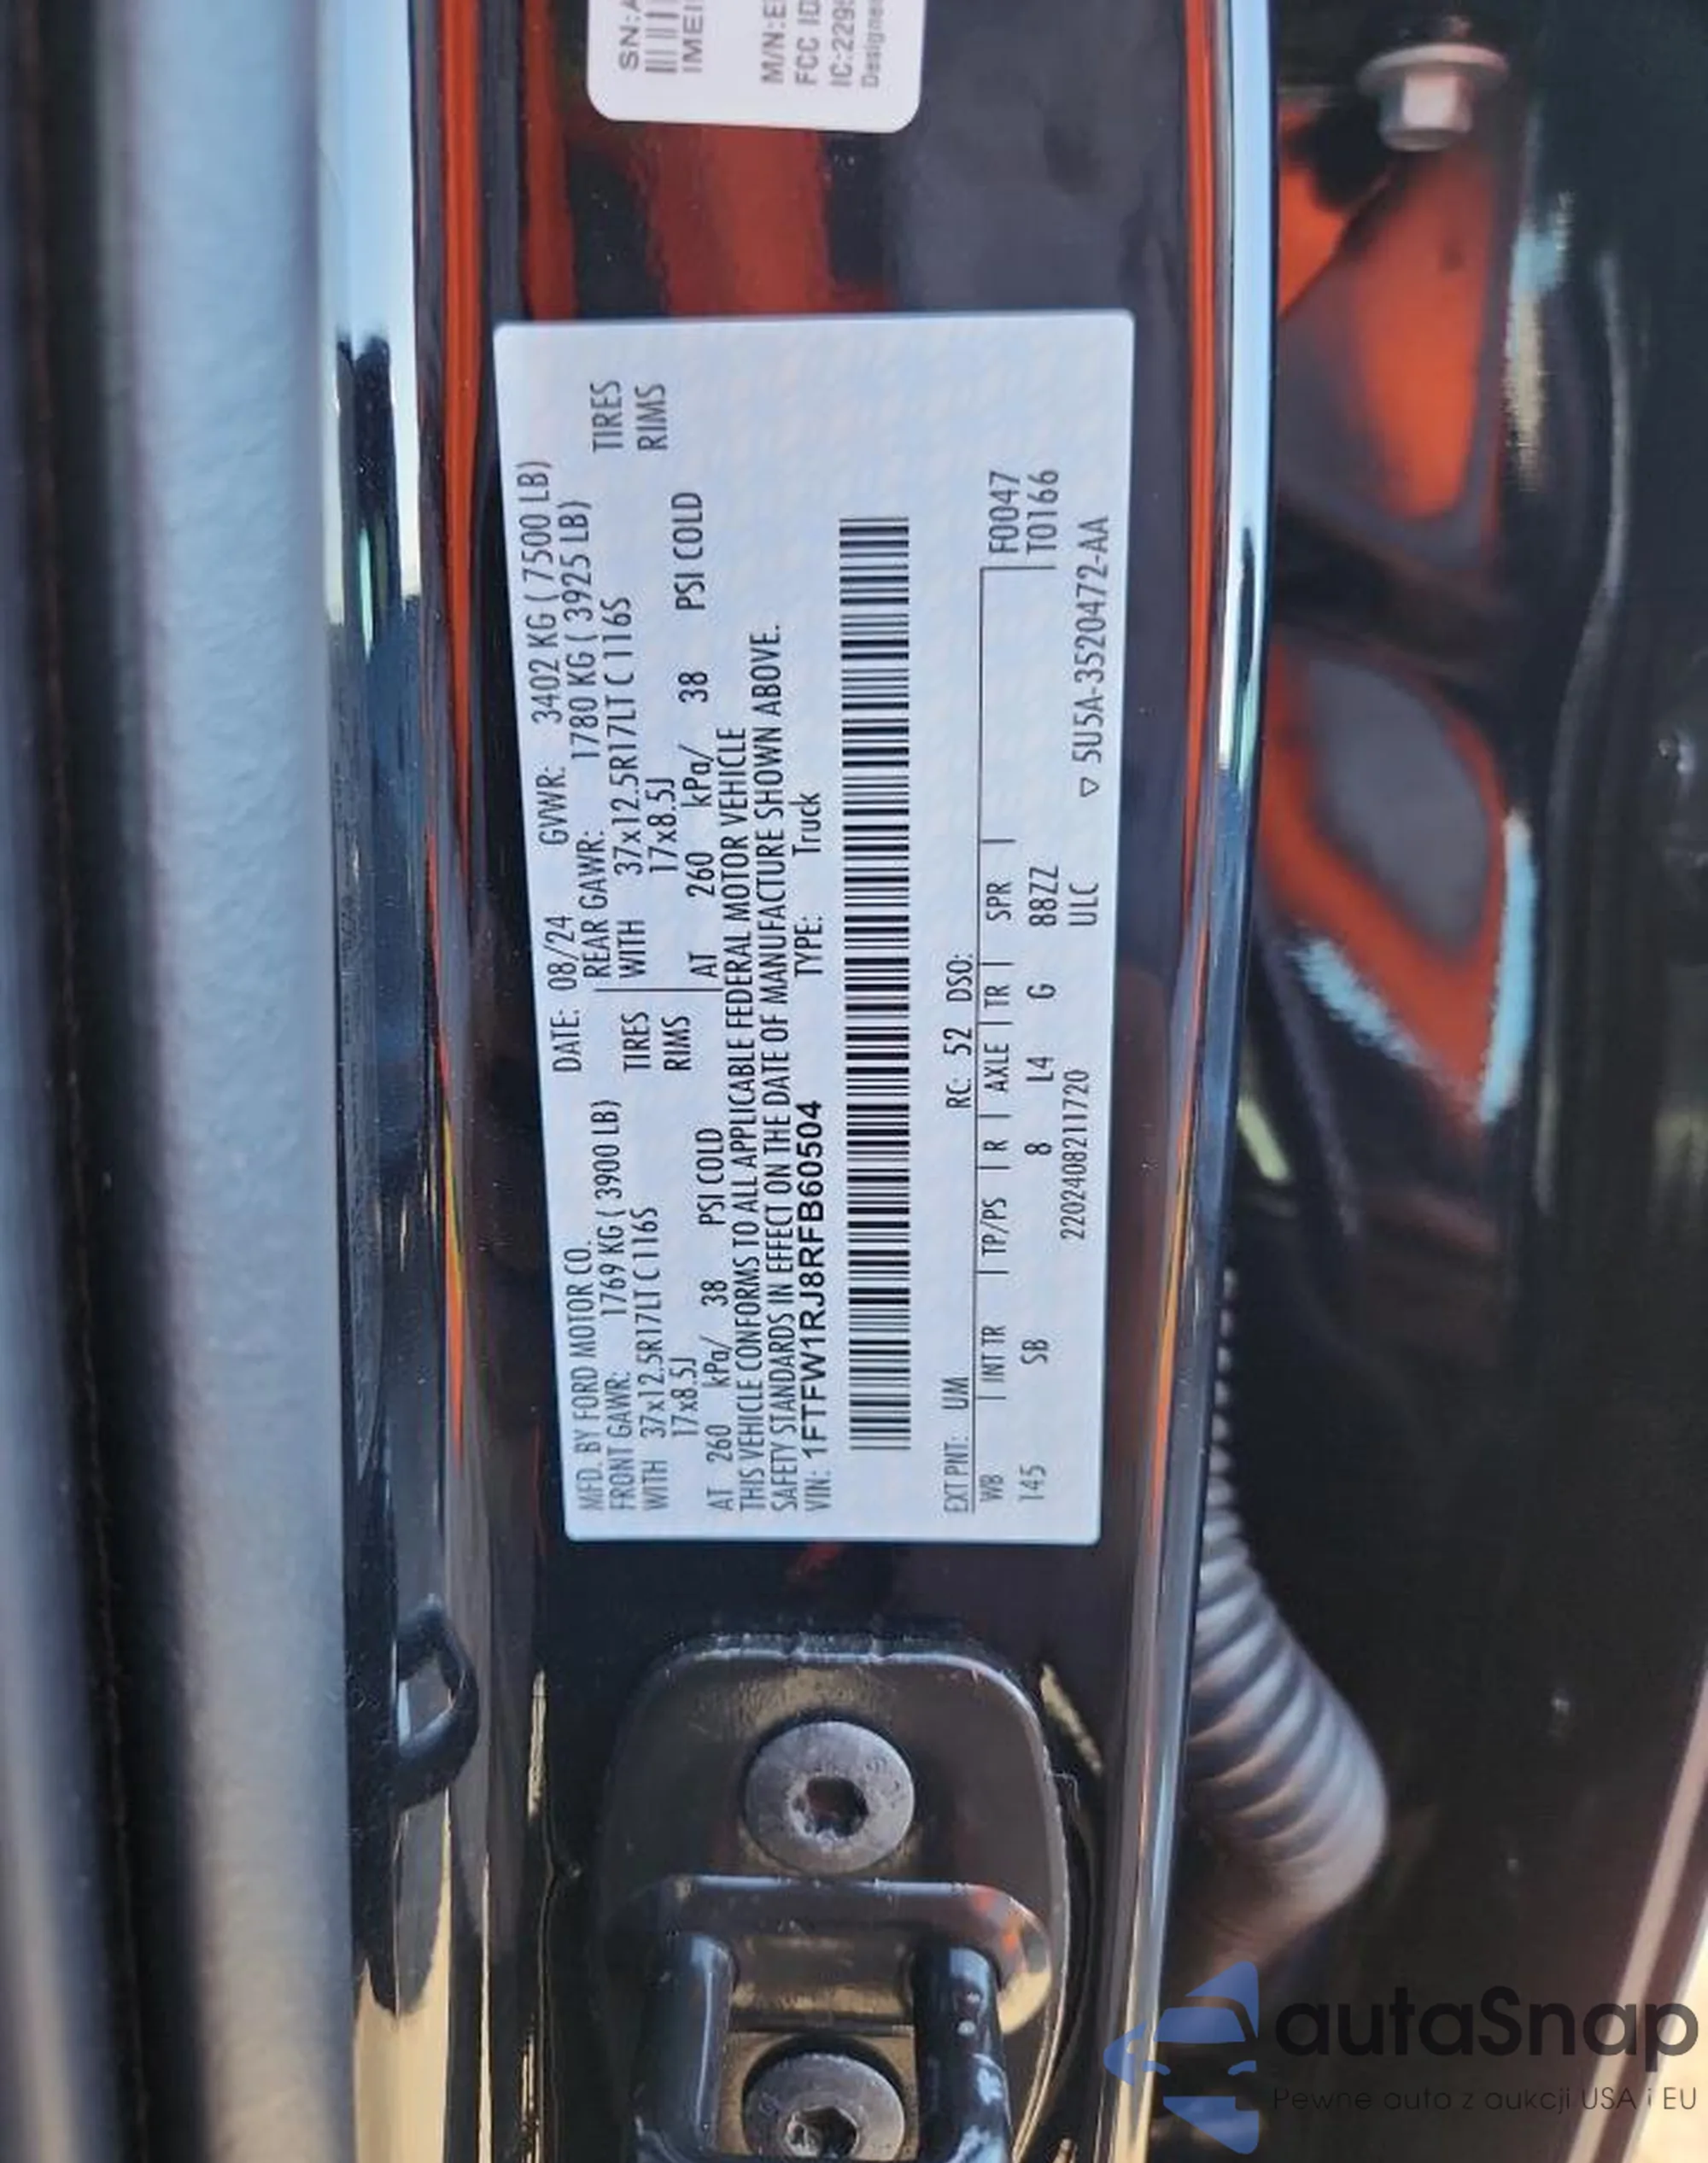 SN:A
IMEI:
M/N:E
FCC ID
IC:229
Designe
MFD. BY FORD MOTOR CO. DATE: 08/24 GVWR: 3402 KG ( 7500 LB)
FRONT GAWR: 1769 KG ( 3900 LB) REAR GAWR: 1780 KG ( 3925 LB)
WITH 37x12.5R17LT C 116S TIRES WITH 37x12.5R17LT C 116S TIRES
17x8.5J RIMS 17x8.5J RIMS
AT 260 kPa/ 38 PSI COLD AT 260 kPa/ 38 PSI COLD
THIS VEHICLE CONFORMS TO ALL APPLICABLE FEDERAL MOTOR VEHICLE
SAFETY STANDARDS IN EFFECT ON THE DATE OF MANUFACTURE SHOWN ABOVE.
VIN: 1FTFW1RJ8RFB60504 TYPE: Truck
EXT PNT: UM RC: 52 DSO:
WB | INT TR | TP/PS | R | AXLE | TR | SPR | F0047
145 SB 8 L4 G 88ZZ T0166
2202408211720 ULC ▽ 5U5A-3520472-AA
autaSnap
Pewne auta z aukcji USA i EU